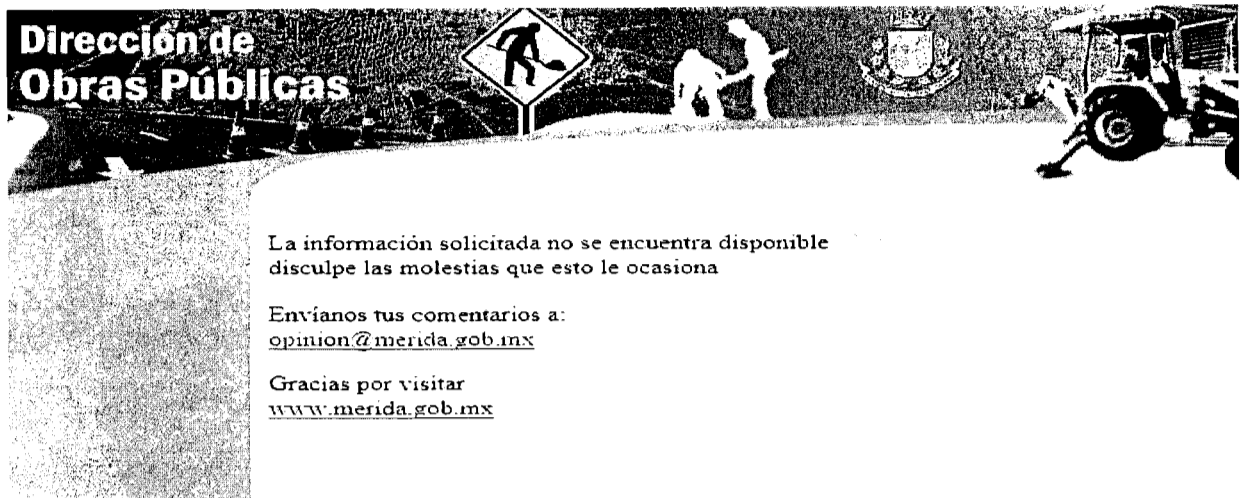 Dirección de
Obras Públicas
La información solicitada no se encuentra disponible
disculpe las molestias que esto le ocasiona
Envíanos tus comentarios a:
opinion@merida.gob.mx
Gracias por visitar
www.merida.gob.mx